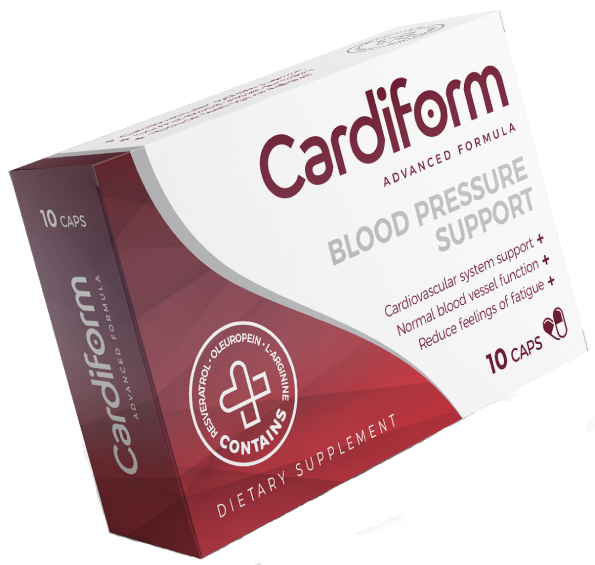 Cardiform
ADVANCED FORMULA
BLOOD PRESSURE
SUPPORT
Cardiovascular system support +
Normal blood vessel function +
Reduce feelings of fatigue +
10 CAPS
RESVERATROL • OLEUROPEIN • L-ARGININE
CONTAINS
DIETARY SUPPLEMENT
10 CAPS
Cardiform
ADVANCED FORMULA